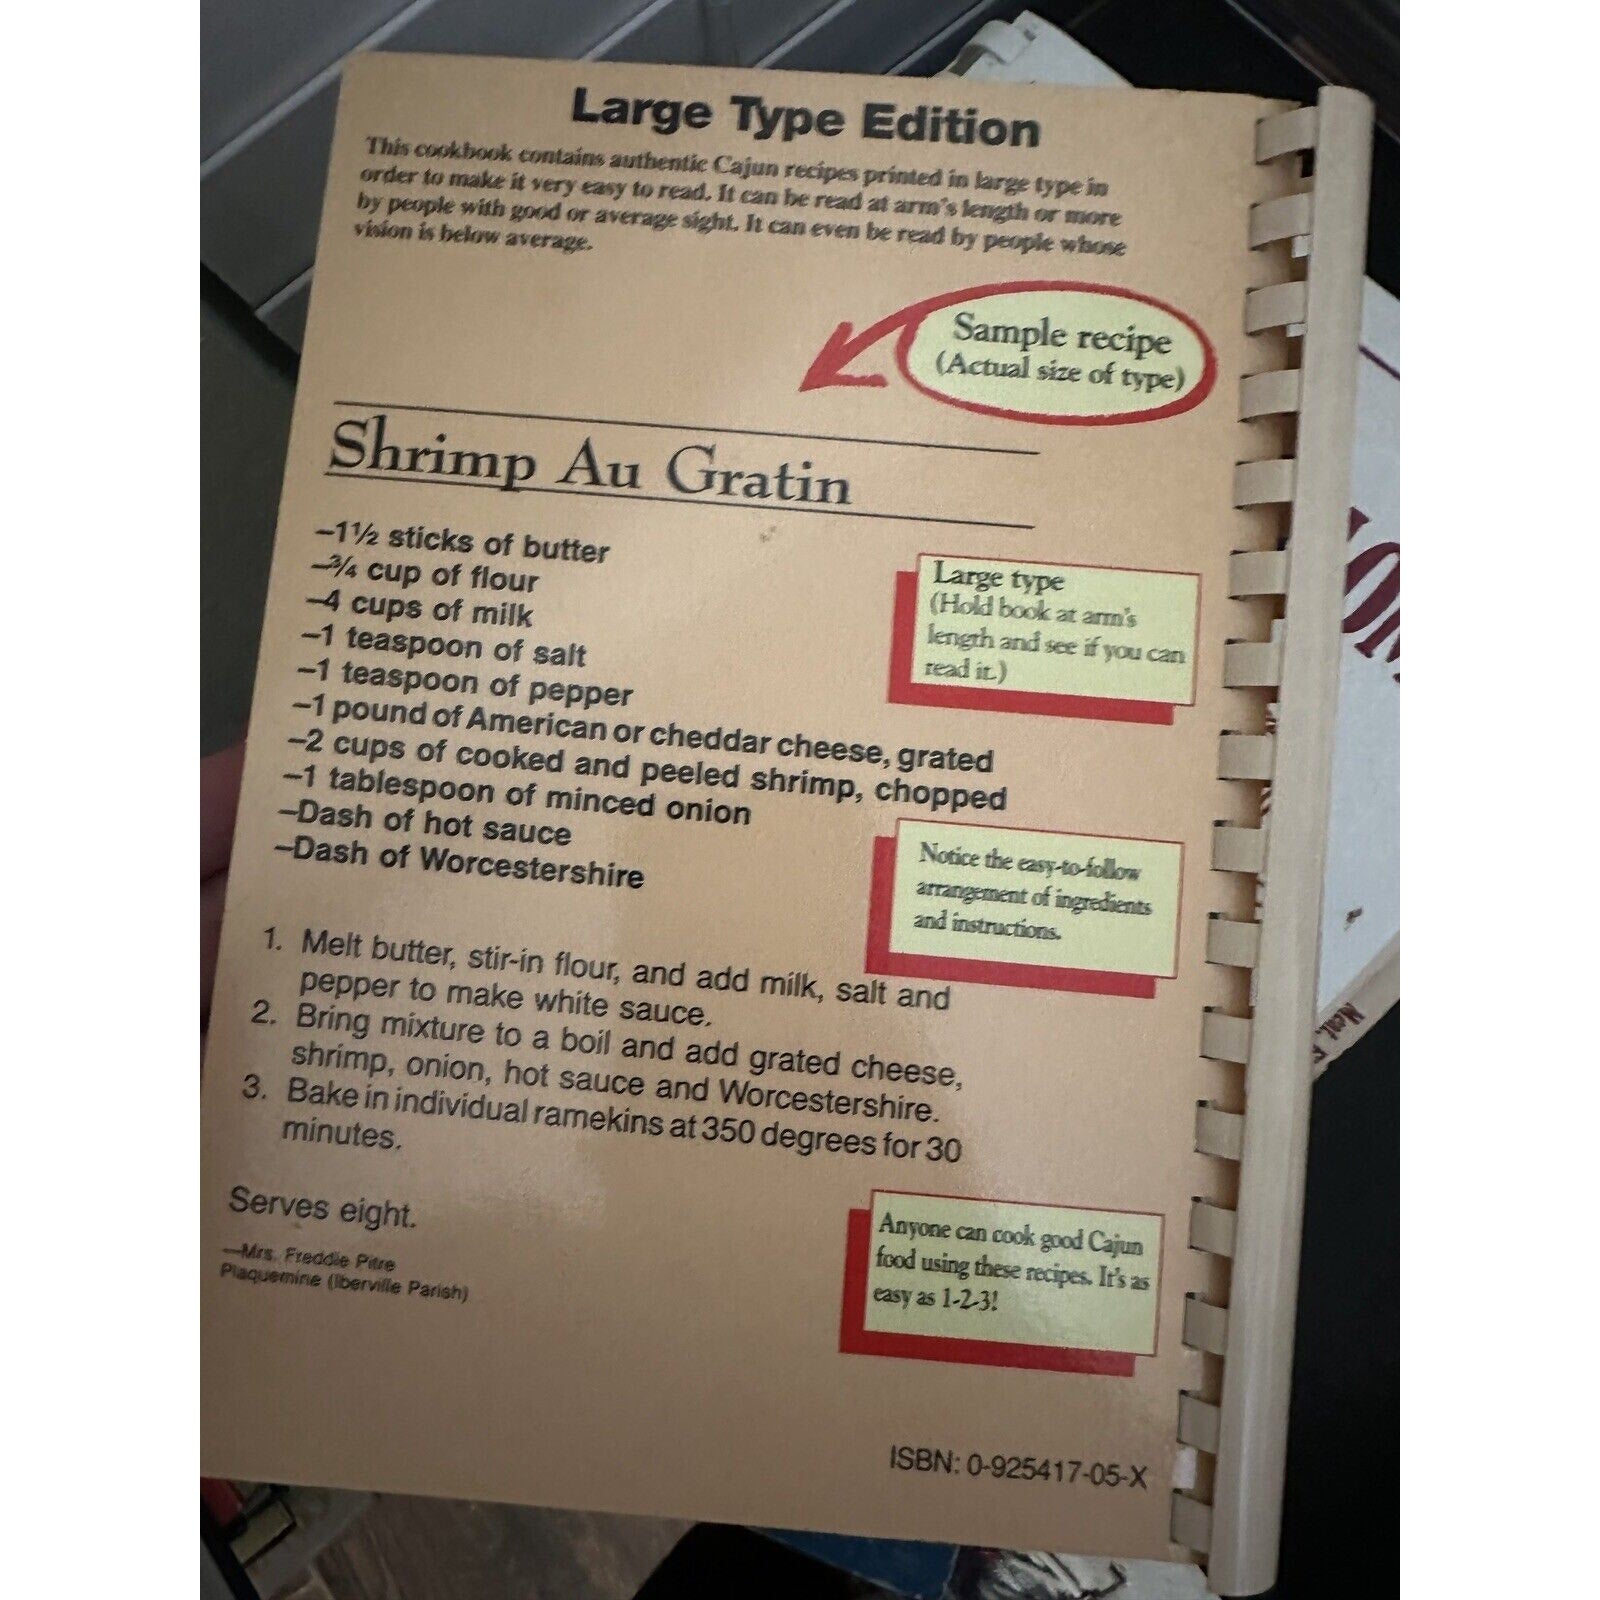 Large Type Edition
This cookbook contains authentic Cajun recipes printed in large type in
order to make it very easy to read. It can be read at arm's length or more
by people with good or average sight. It can even be read by people whose
vision is below average.
Sample recipe
(Actual size of type)
Shrimp Au Gratin
–1½ sticks of butter
–¾ cup of flour
–4 cups of milk
–1 teaspoon of salt
–1 teaspoon of pepper
–1 pound of American or cheddar cheese, grated
–2 cups of cooked and peeled shrimp, chopped
–1 tablespoon of minced onion
–Dash of hot sauce
–Dash of Worcestershire
Large type
(Hold book at arm's
length and see if you can
read it.)
Notice the easy-to-follow
arrangement of ingredients
and instructions.
1. Melt butter, stir-in flour, and add milk, salt and
pepper to make white sauce.
2. Bring mixture to a boil and add grated cheese,
shrimp, onion, hot sauce and Worcestershire.
3. Bake in individual ramekins at 350 degrees for 30
minutes.
Serves eight.
—Mrs. Freddie Pitre
Plaquemine (Iberville Parish)
Anyone can cook good Cajun
food using these recipes. It's as
easy as 1-2-3!
ISBN: 0-925417-05-X